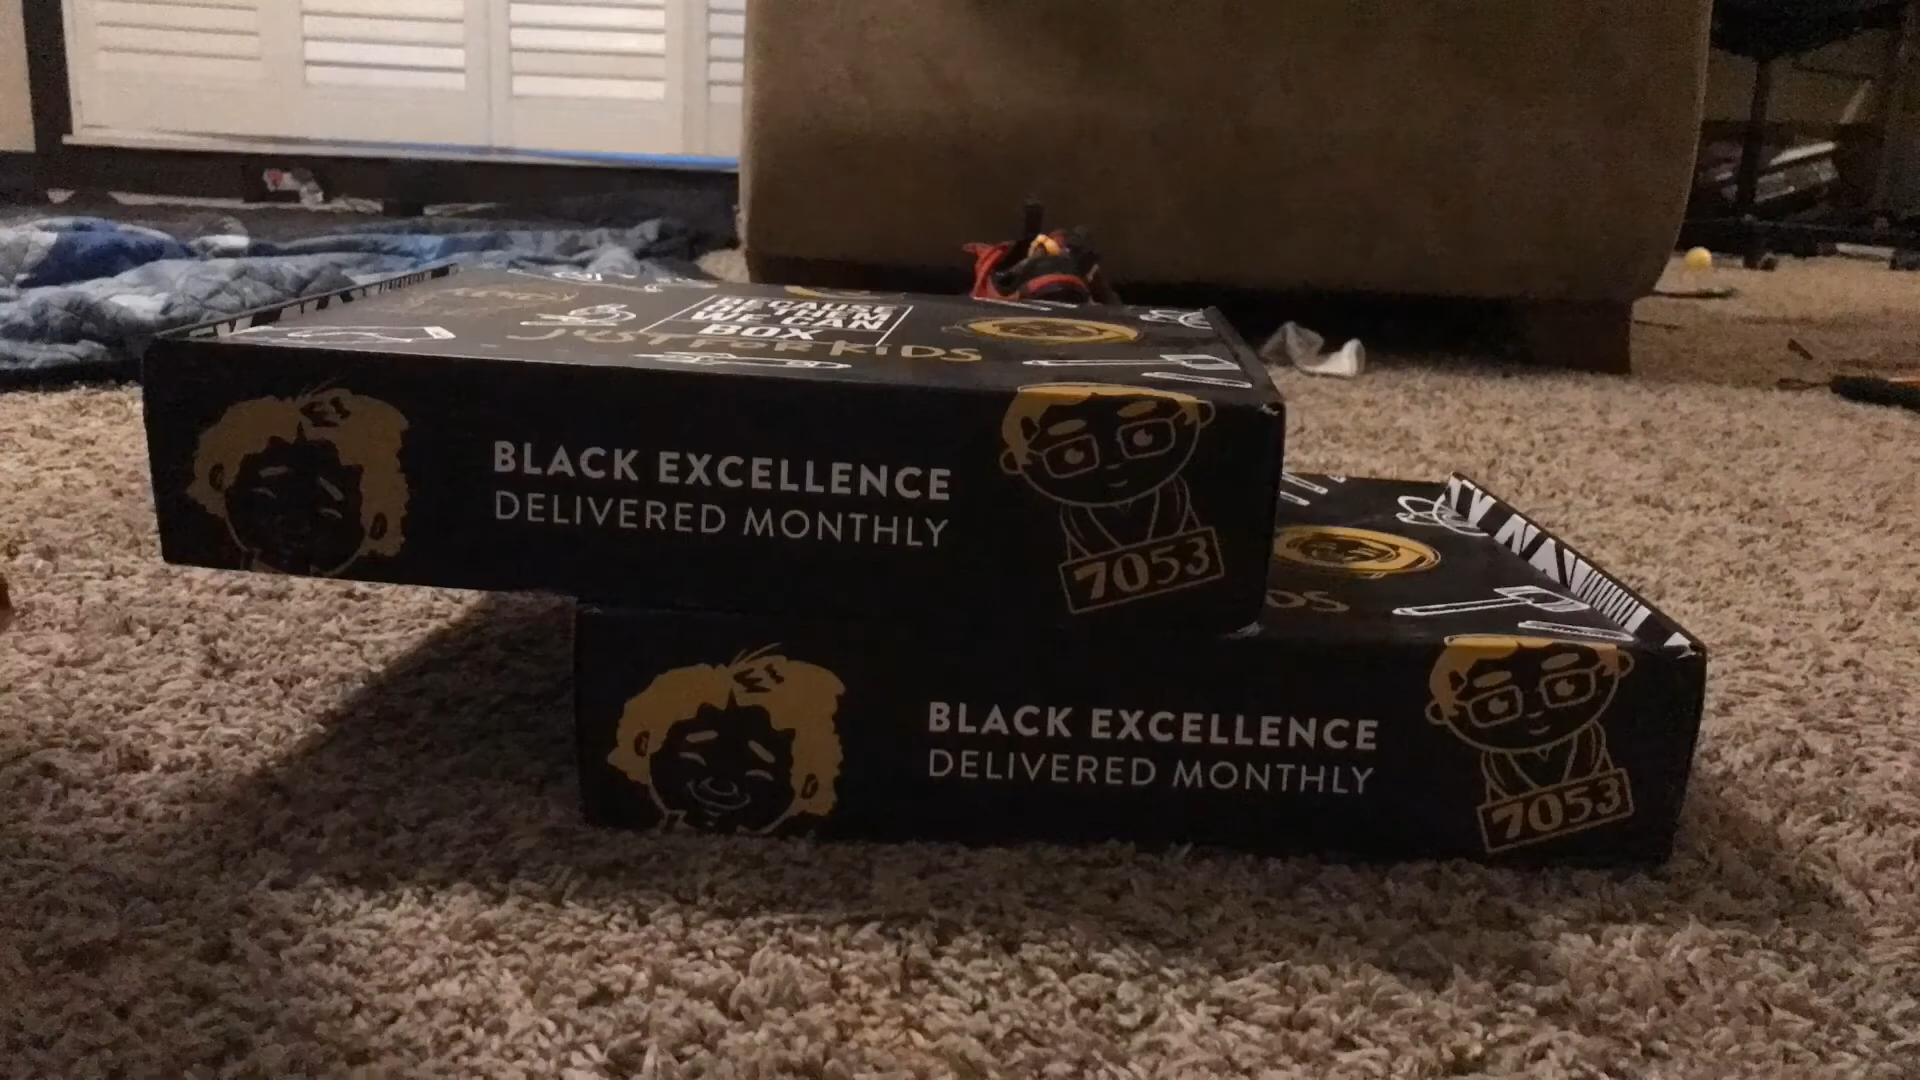 BECAUSE
OF THEM
WE CAN
BOX
JUST FOR KIDS
BLACK EXCELLENCE
DELIVERED MONTHLY
7053
DS
BLACK EXCELLENCE
DELIVERED MONTHLY
7053